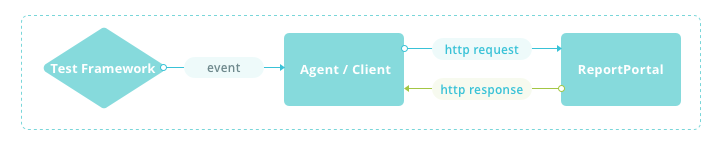 Test Framework
event
Agent / Client
http request
http response
ReportPortal